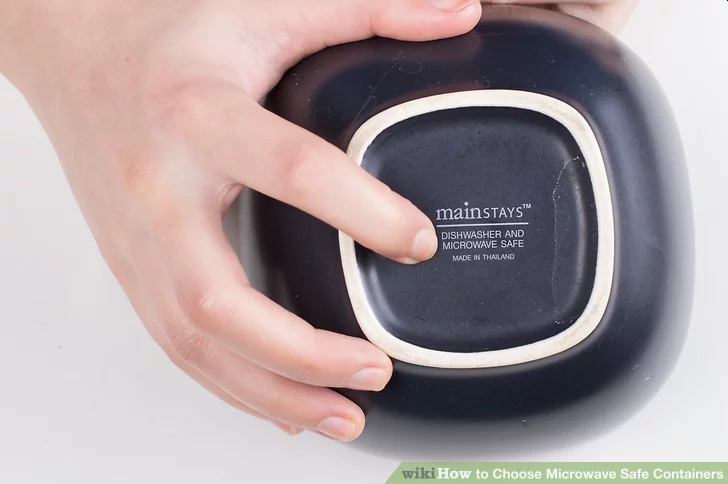 mainSTAYS™
DISHWASHER AND
MICROWAVE SAFE
MADE IN THAILAND
wikiHow to Choose Microwave Safe Containers